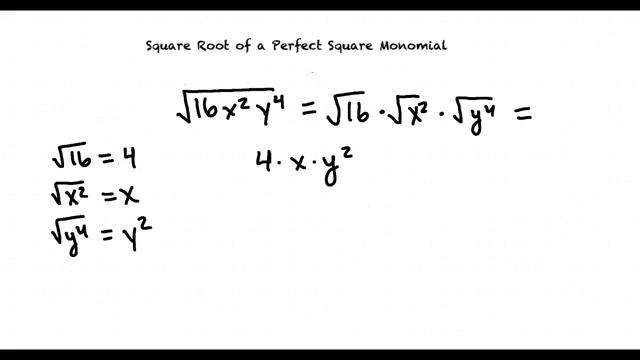 Square Root of a Perfect Square Monomial
√16x²y⁴ = √16 · √x² · √y⁴ =
√16 = 4
4 · x · y²
√x² = x
√y⁴ = y²